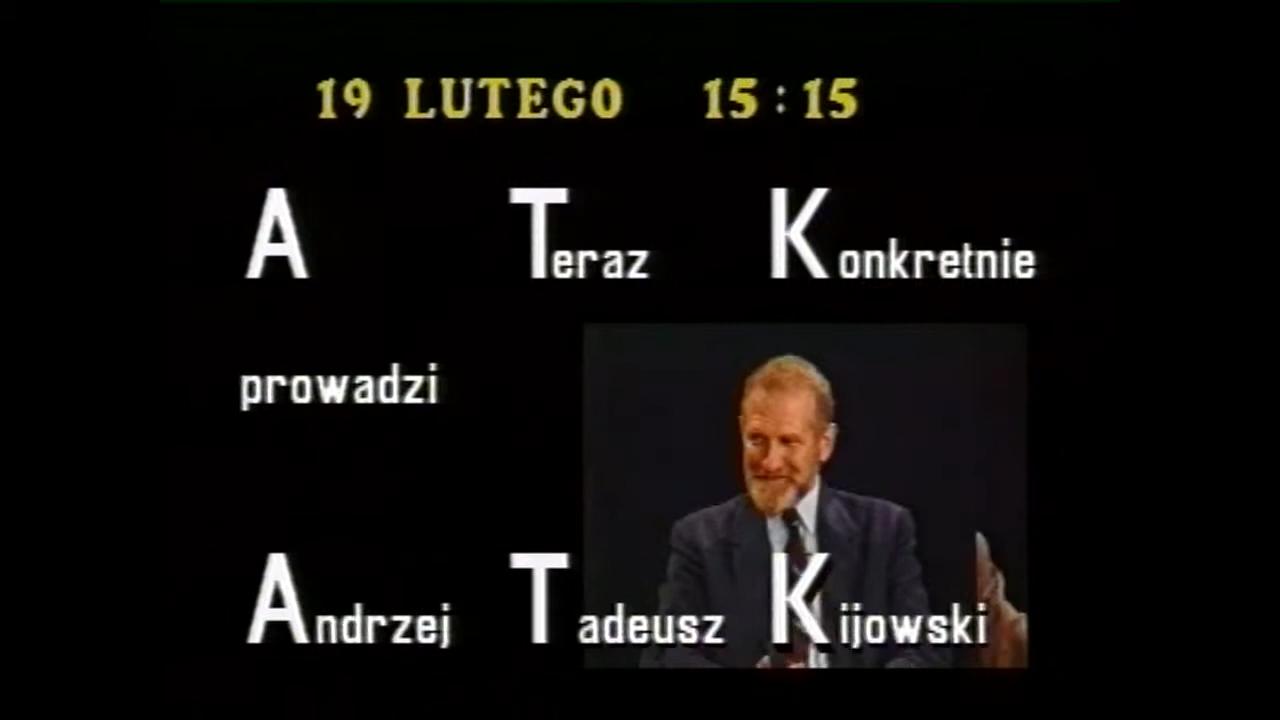 19 LUTEGO 15:15
A Teraz Konkretnie
prowadzi
Andrzej Tadeusz Kijowski